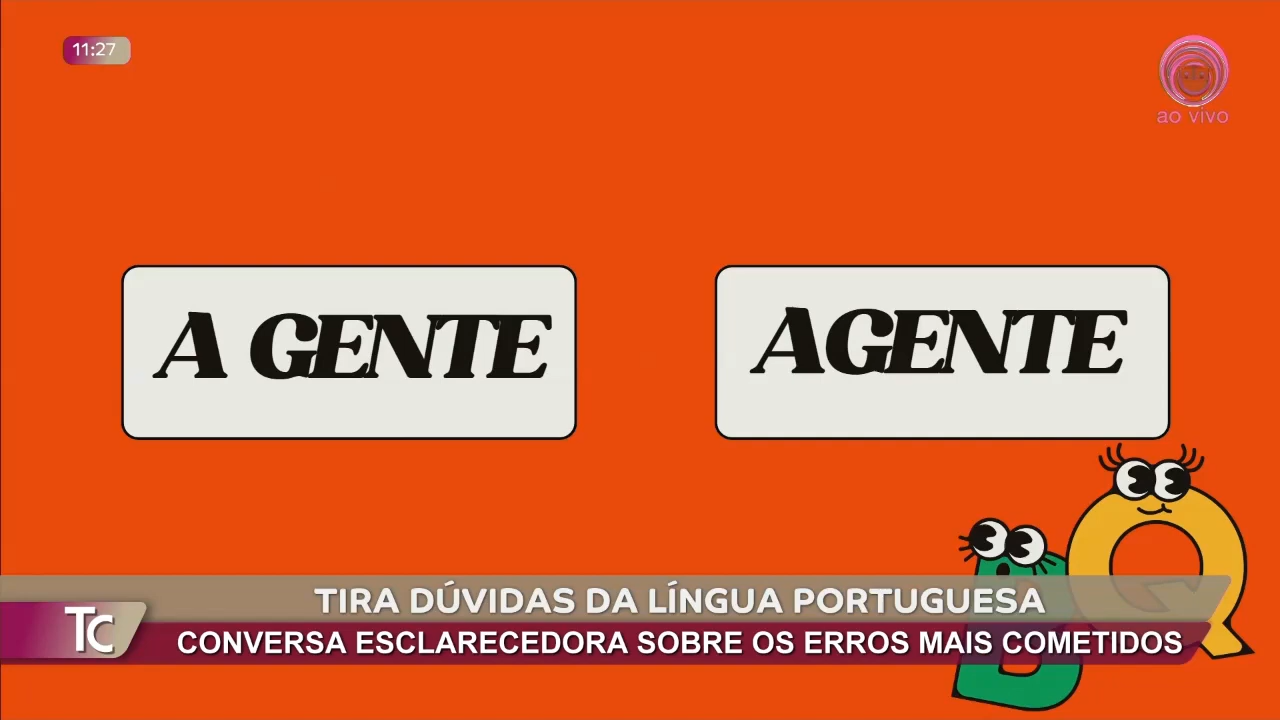 11:27
ao vivo
A GENTE
AGENTE
B Q
TIRA DÚVIDAS DA LÍNGUA PORTUGUESA
TC
CONVERSA ESCLARECEDORA SOBRE OS ERROS MAIS COMETIDOS